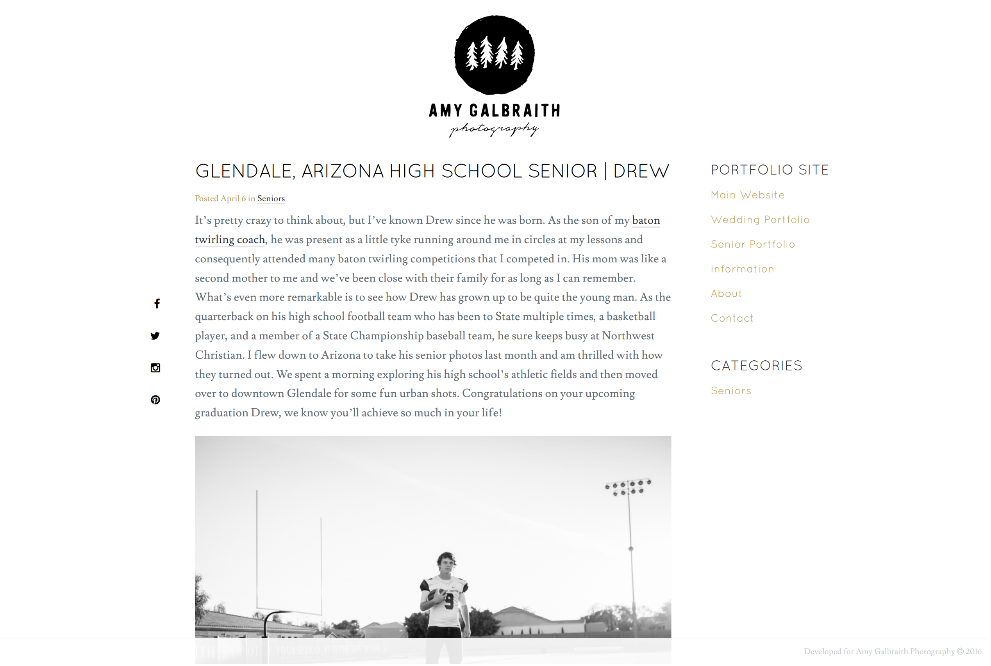 AMY GALBRAITH
photography
GLENDALE, ARIZONA HIGH SCHOOL SENIOR | DREW
Posted April 6 in Seniors
It's pretty crazy to think about, but I've known Drew since he was born. As the son of my baton
twirling coach, he was present as a little tyke running around me in circles at my lessons and
consequently attended many baton twirling competitions that I competed in. His mom was like a
second mother to me and we've been close with their family for as long as I can remember.
What's even more remarkable is to see how Drew has grown up to be quite the young man. As the
quarterback on his high school football team who has been to State multiple times, a basketball
player, and a member of a State Championship baseball team, he sure keeps busy at Northwest
Christian. I flew down to Arizona to take his senior photos last month and am thrilled with how
they turned out. We spent a morning exploring his high school's athletic fields and then moved
over to downtown Glendale for some fun urban shots. Congratulations on your upcoming
graduation Drew, we know you'll achieve so much in your life!
PORTFOLIO SITE
Main Website
Wedding Portfolio
Senior Portfolio
Information
About
Contact
CATEGORIES
Seniors
9
Developed for Amy Galbraith Photography © 2016